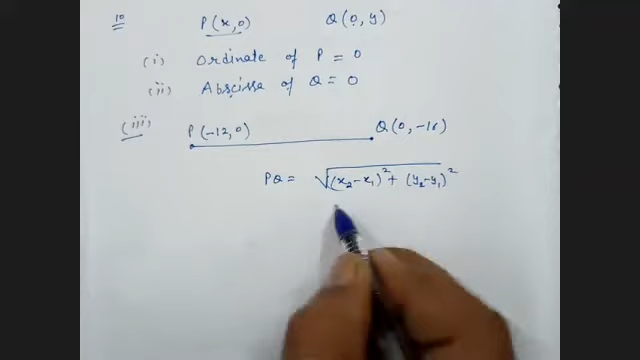 10 P(x,0) Q(0,y)
(i) Ordinate of P = 0
(ii) Abscissa of Q = 0
(iii) P(-12,0) Q(0,-16)
PQ = √(x₂-x₁)² + (y₂-y₁)²